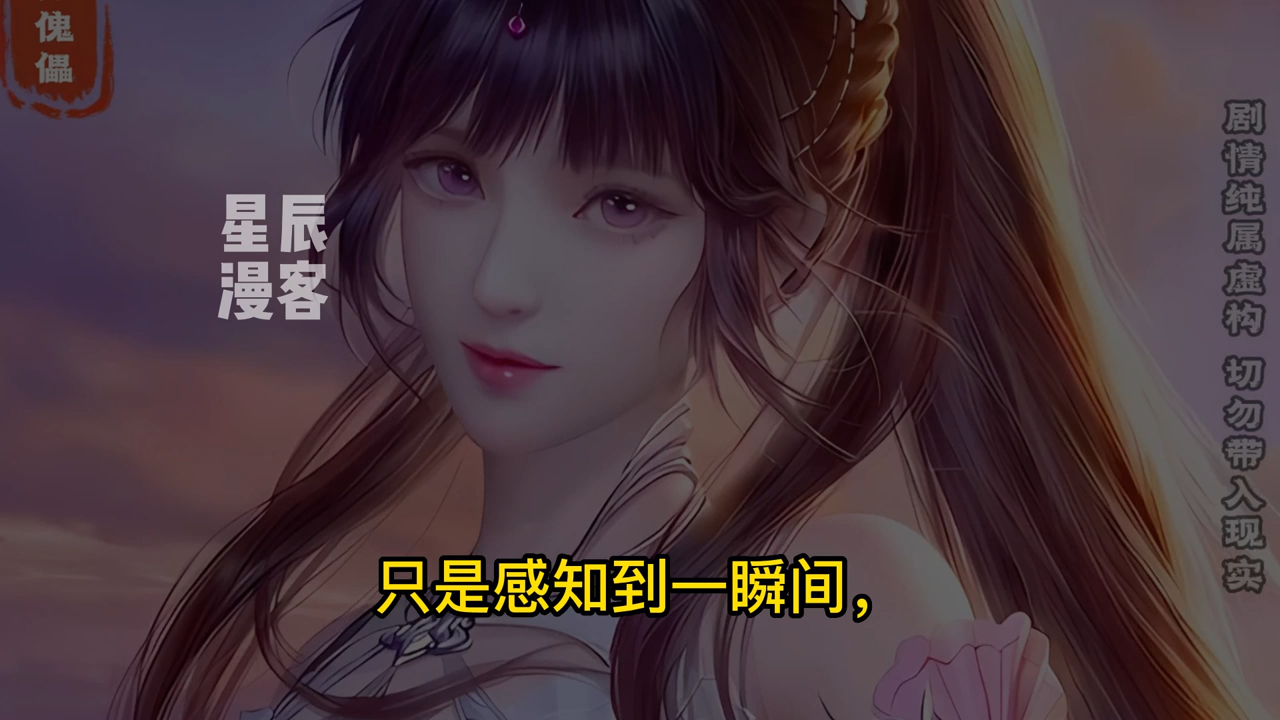 傀儡
星辰
漫客
剧情纯属虚构 切勿带入现实
只是感知到一瞬间，